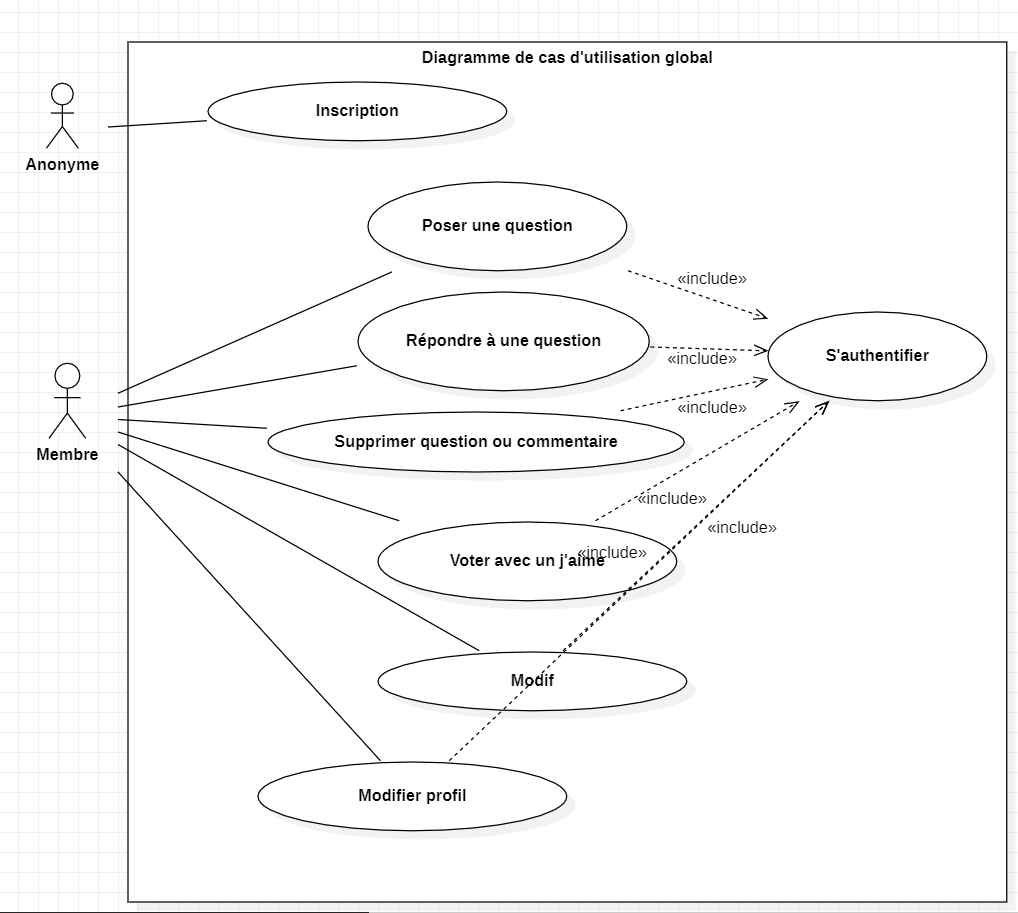 Diagramme de cas d'utilisation global
Inscription
Anonyme
Poser une question
«include»
Répondre à une question
«include»
S'authentifier
«include»
Supprimer question ou commentaire
Membre
«include»
«include»
Voter avec un j'aime
«include»
Modif
Modifier profil